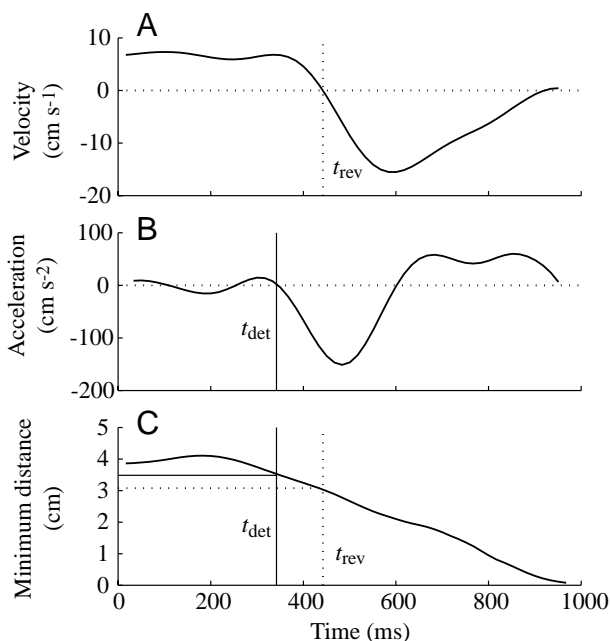 A
10
0
-10
-20
Velocity
(cm s-1)
trev
B
100
0
-100
-200
Acceleration
(cm s-2)
tdet
C
5
4
3
2
1
0
Minimum distance
(cm)
tdet
trev
0 200 400 600 800 1000
Time (ms)